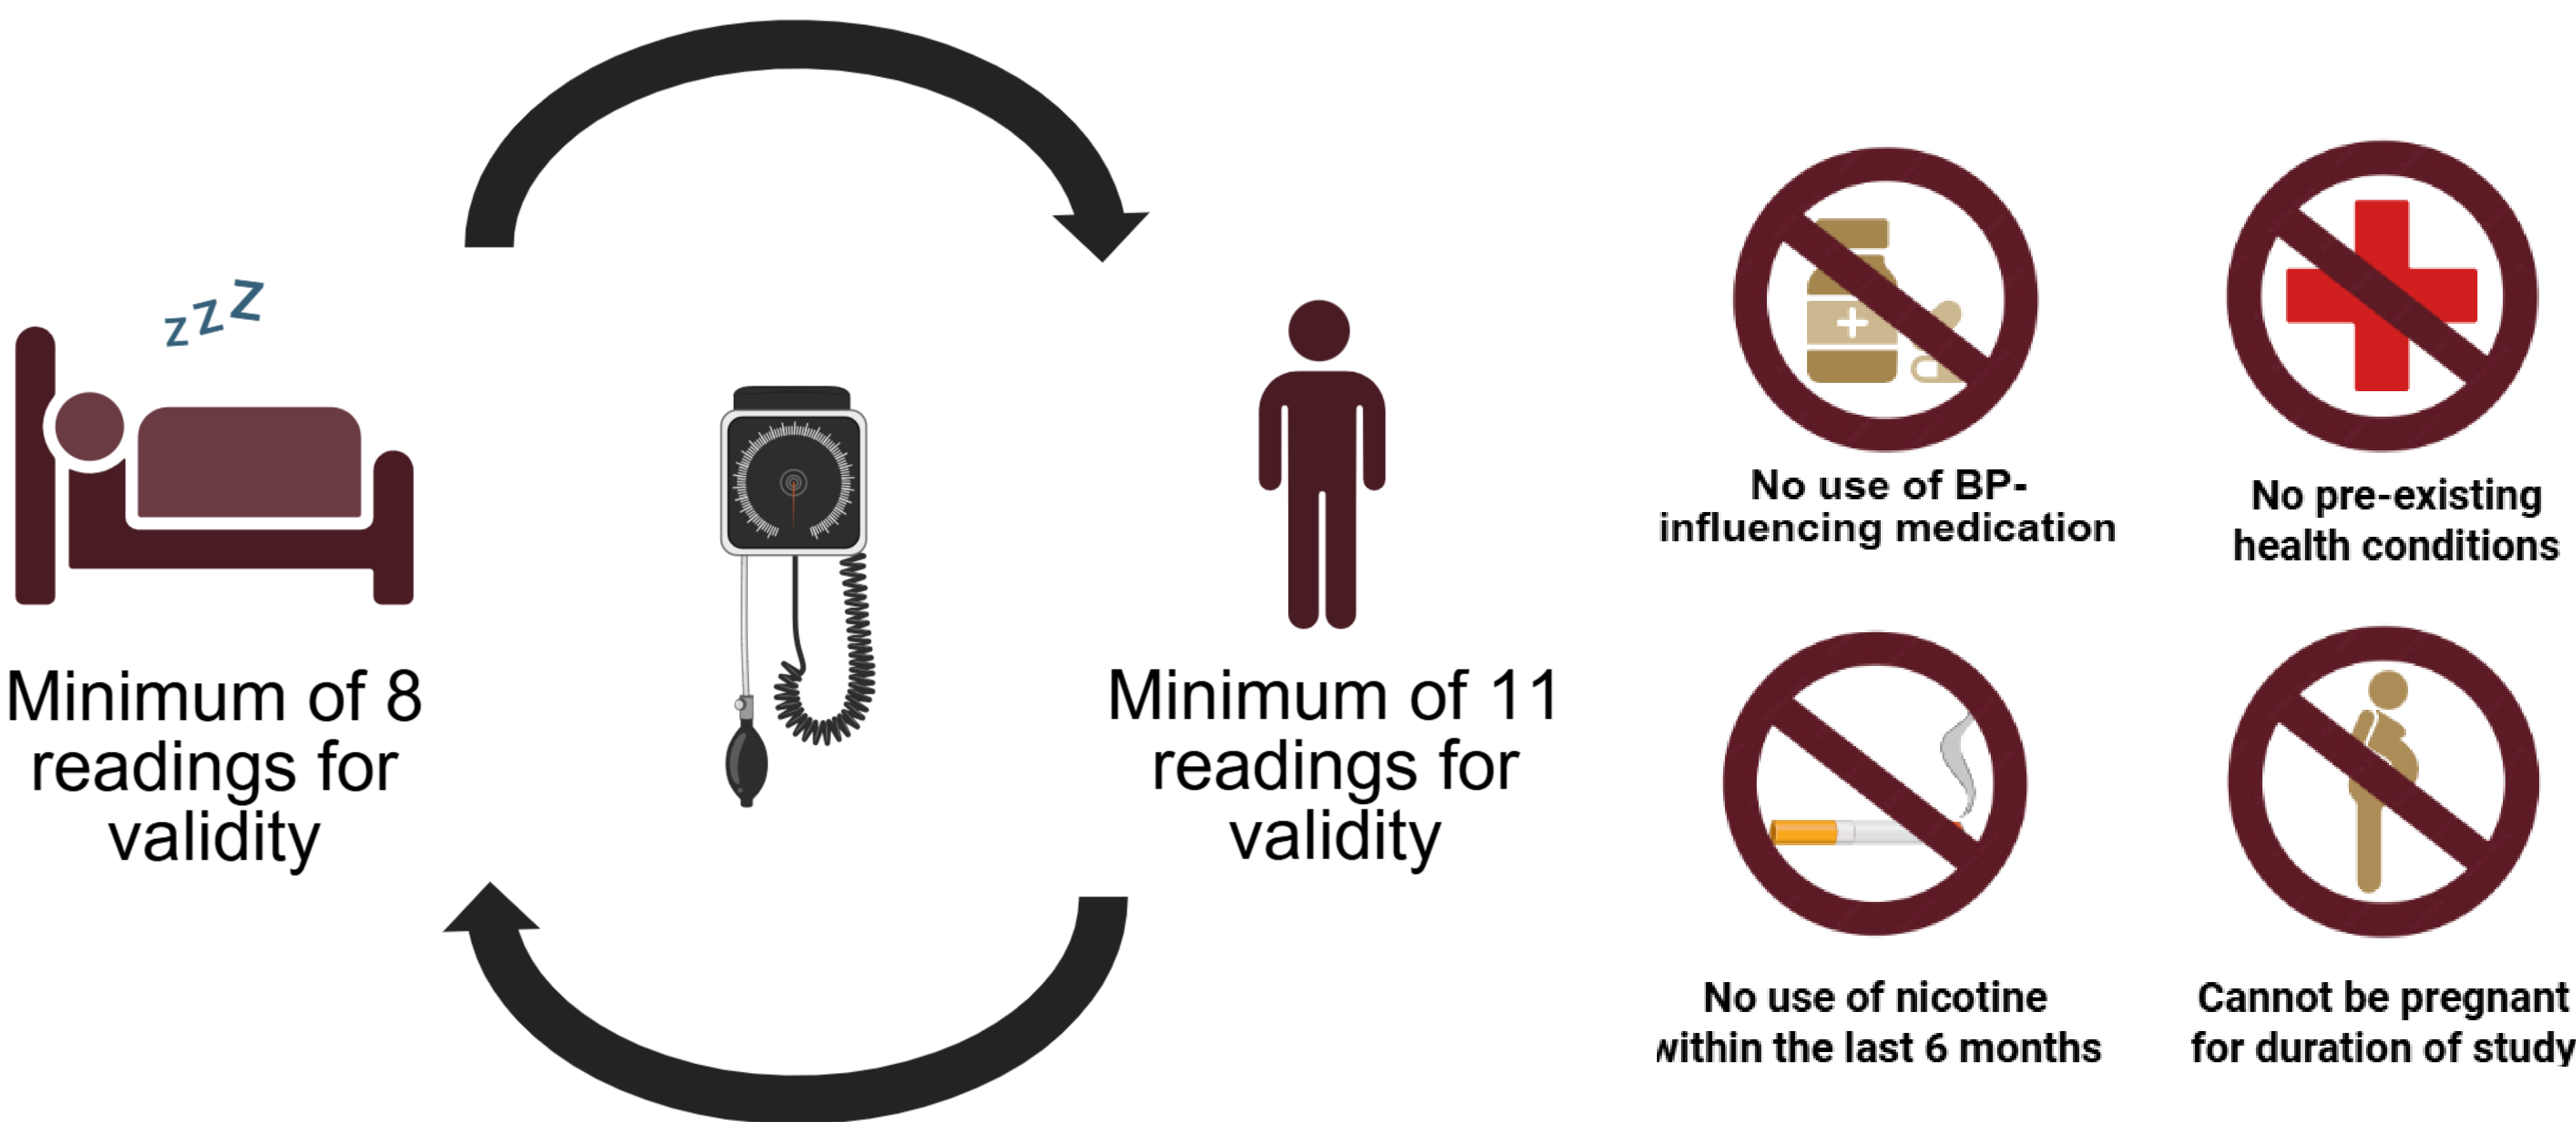 z z Z
Minimum of 8
readings for
validity
Minimum of 11
readings for
validity
No use of BP-
influencing medication
No pre-existing
health conditions
No use of nicotine
within the last 6 months
Cannot be pregnant
for duration of study